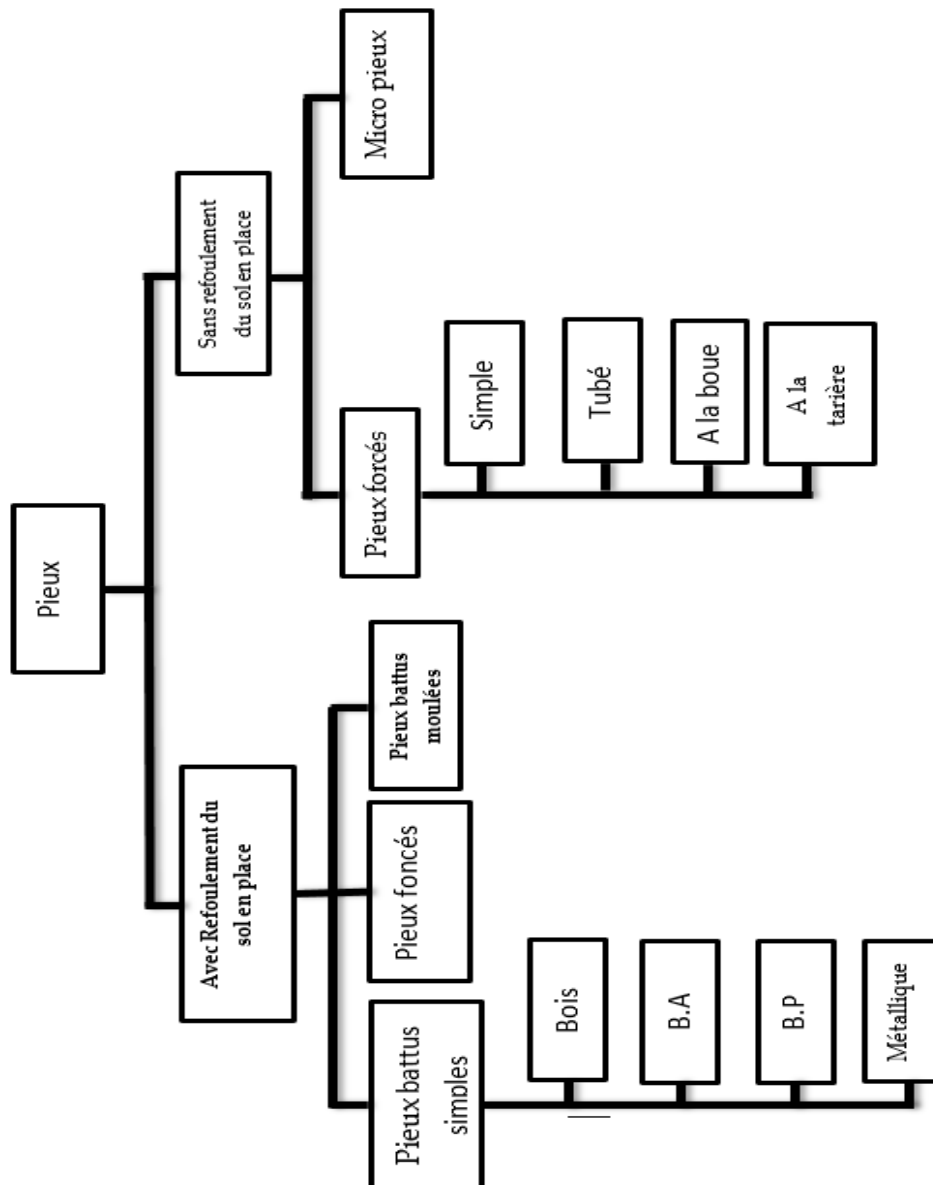 Pieux
Avec Refoulement du
sol en place
Sans refoulement
du sol en place
Pieux battus
simples
Pieux foncés
Pieux battus
moulées
Pieux forcés
Micro pieux
Bois
B.A
B.P
Métallique
Simple
Tubé
A la boue
A la
tarière